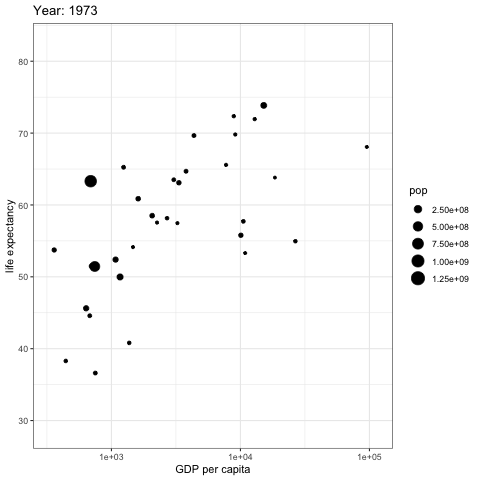 Year: 1973
80
70
60
50
40
30
life expectancy
1e+03
1e+04
1e+05
GDP per capita
pop
2.50e+08
5.00e+08
7.50e+08
1.00e+09
1.25e+09